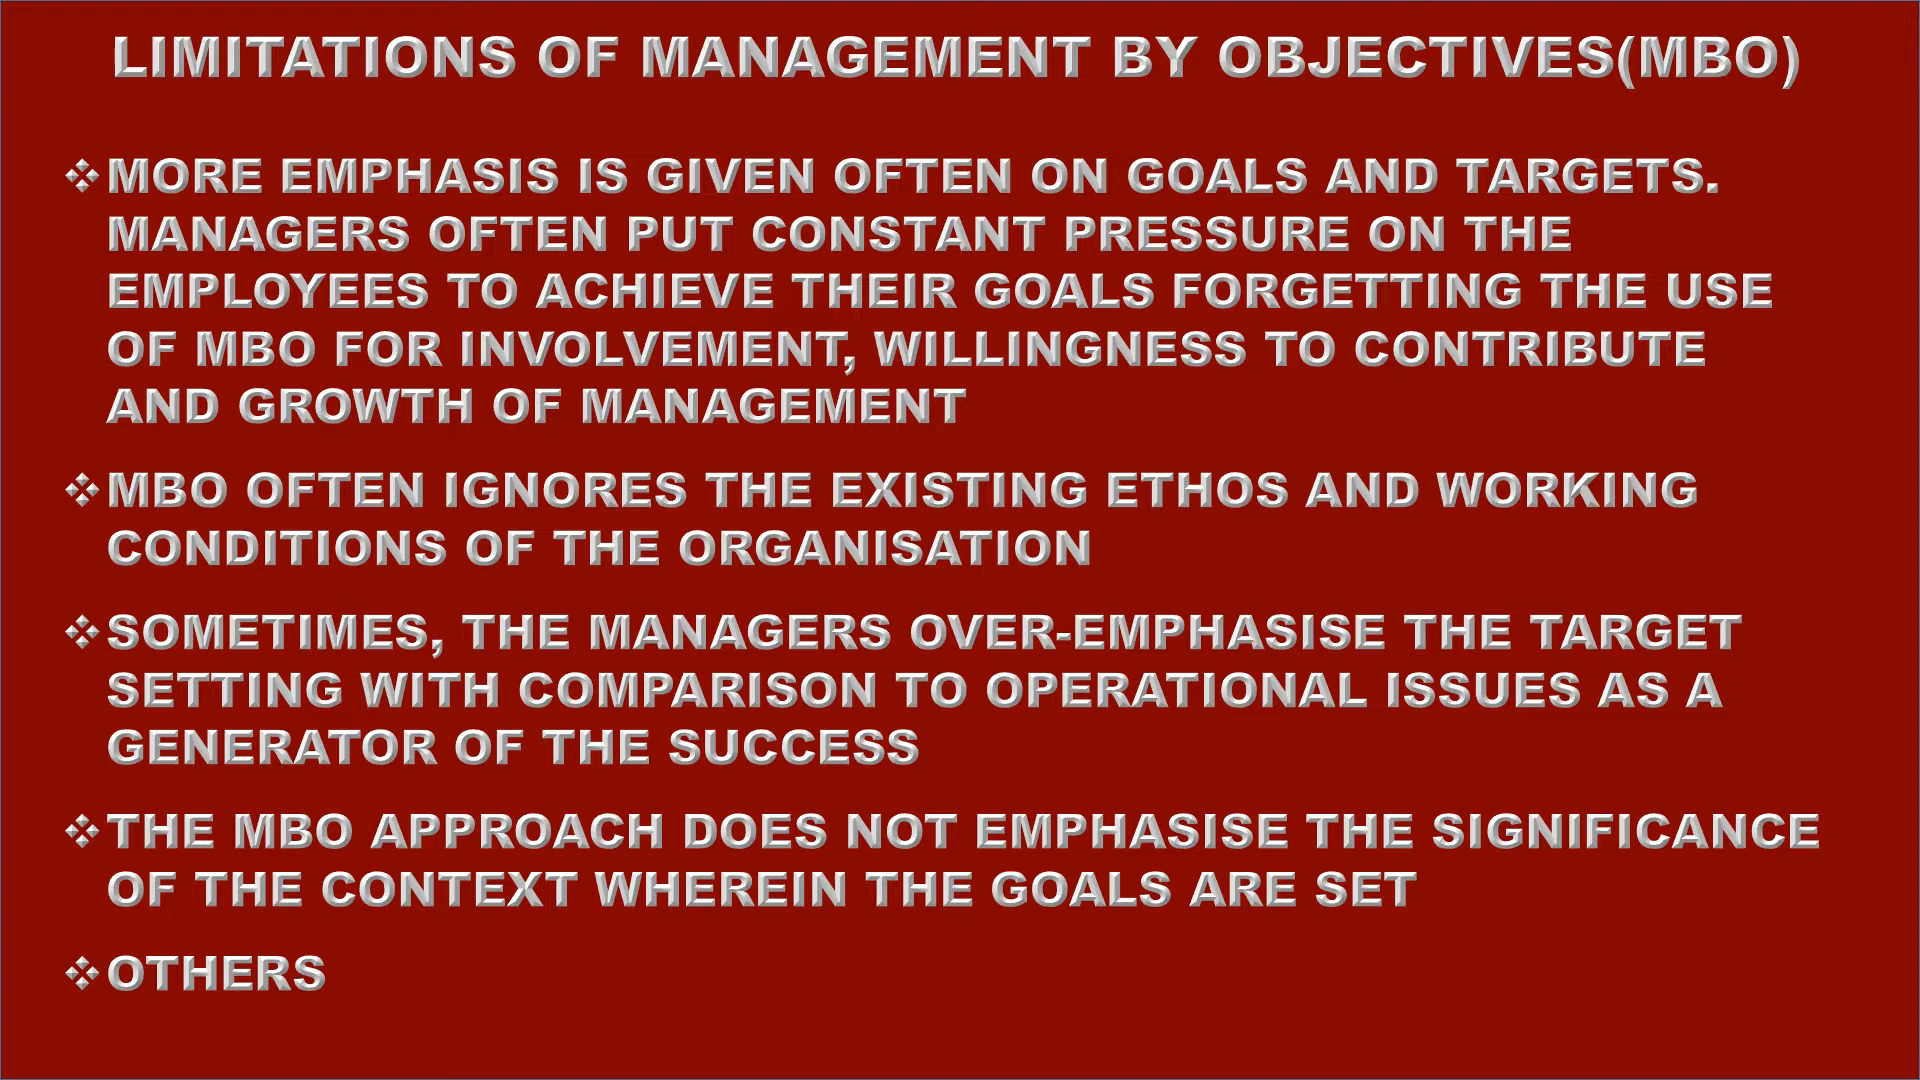 LIMITATIONS OF MANAGEMENT BY OBJECTIVES(MBO)
❖MORE EMPHASIS IS GIVEN OFTEN ON GOALS AND TARGETS.
MANAGERS OFTEN PUT CONSTANT PRESSURE ON THE
EMPLOYEES TO ACHIEVE THEIR GOALS FORGETTING THE USE
OF MBO FOR INVOLVEMENT, WILLINGNESS TO CONTRIBUTE
AND GROWTH OF MANAGEMENT
❖MBO OFTEN IGNORES THE EXISTING ETHOS AND WORKING
CONDITIONS OF THE ORGANISATION
❖SOMETIMES, THE MANAGERS OVER-EMPHASISE THE TARGET
SETTING WITH COMPARISON TO OPERATIONAL ISSUES AS A
GENERATOR OF THE SUCCESS
❖THE MBO APPROACH DOES NOT EMPHASISE THE SIGNIFICANCE
OF THE CONTEXT WHEREIN THE GOALS ARE SET
❖OTHERS